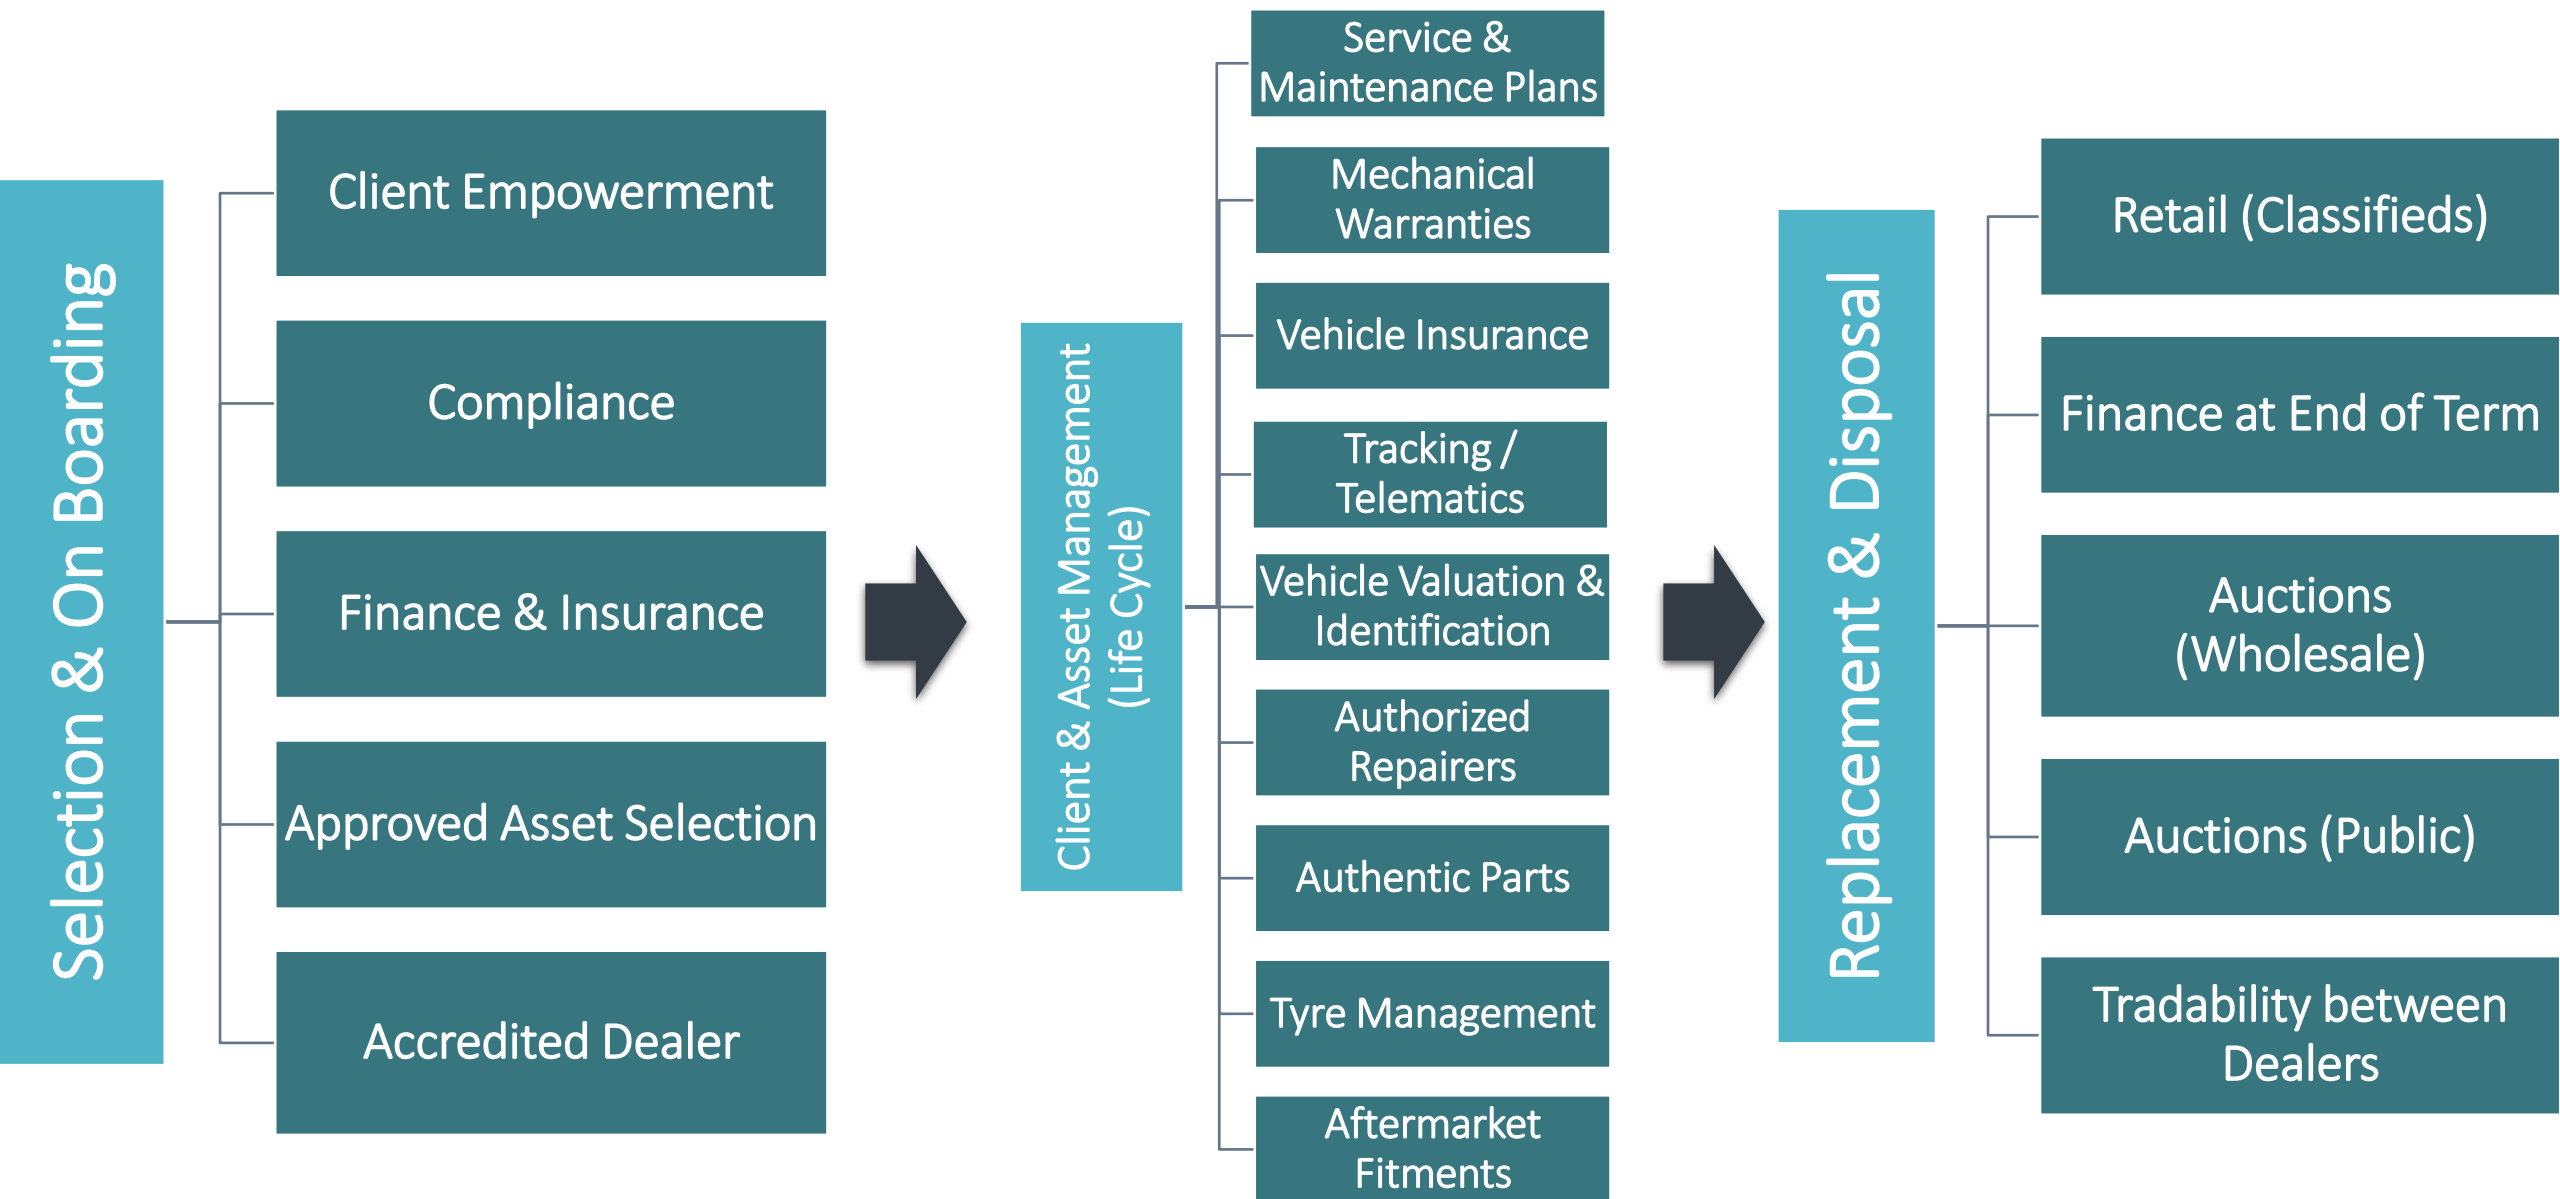 Selection & On Boarding
Client Empowerment
Compliance
Finance & Insurance
Approved Asset Selection
Accredited Dealer
Client & Asset Management
(Life Cycle)
Service &
Maintenance Plans
Mechanical
Warranties
Vehicle Insurance
Tracking /
Telematics
Vehicle Valuation &
Identification
Authorized
Repairers
Authentic Parts
Tyre Management
Aftermarket
Fitments
Replacement & Disposal
Retail (Classifieds)
Finance at End of Term
Auctions
(Wholesale)
Auctions (Public)
Tradability between
Dealers